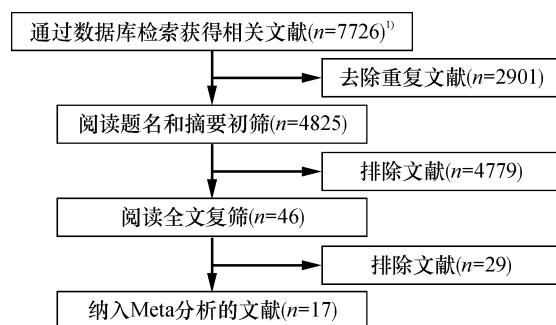 通过数据库检索获得相关文献(n=7726)¹⁾
去除重复文献(n=2901)
阅读题名和摘要初筛(n=4825)
排除文献(n=4779)
阅读全文复筛(n=46)
排除文献(n=29)
纳入Meta分析的文献(n=17)